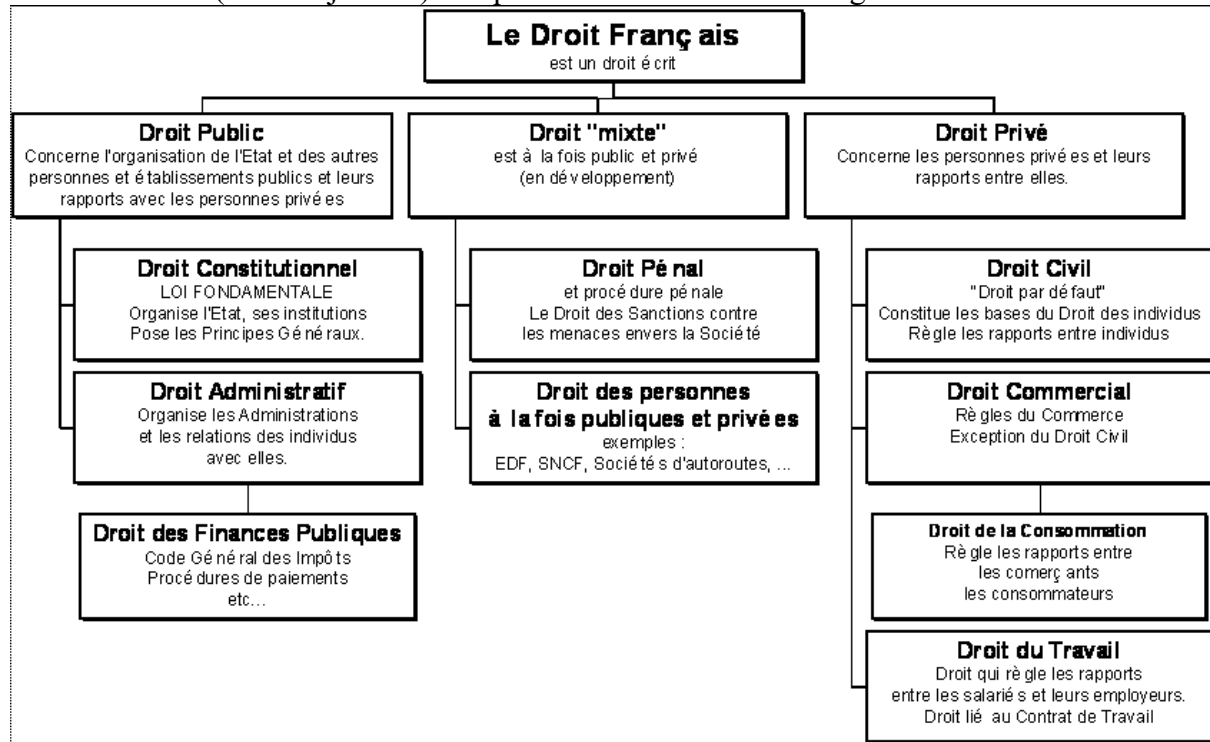 Le Droit Français
est un droit écrit
Droit Public
Concerne l'organisation de l'Etat et des autres
personnes et établissements publics et leurs
rapports avec les personnes privées
Droit "mixte"
est à la fois public et privé
(en développement)
Droit Privé
Concerne les personnes privées et leurs
rapports entre elles.
Droit Constitutionnel
LOI FONDAMENTALE
Organise l'Etat, ses institutions
Pose les Principes Généraux.
Droit Administratif
Organise les Administrations
et les relations des individus
avec elles.
Droit des Finances Publiques
Code Général des Impôts
Procédures de paiements
etc...
Droit Pénal
et procédure pénale
Le Droit des Sanctions contre
les menaces envers la Société
Droit des personnes
à la fois publiques et privées
exemples :
EDF, SNCF, Sociétés d'autoroutes, ...
Droit Civil
"Droit par défaut"
Constitue les bases du Droit des individus
Règle les rapports entre individus
Droit Commercial
Règles du Commerce
Exception du Droit Civil
Droit de la Consommation
Règle les rapports entre
les comerçants
les consommateurs
Droit du Travail
Droit qui règle les rapports
entre les salariés et leurs employeurs.
Droit lié au Contrat de Travail